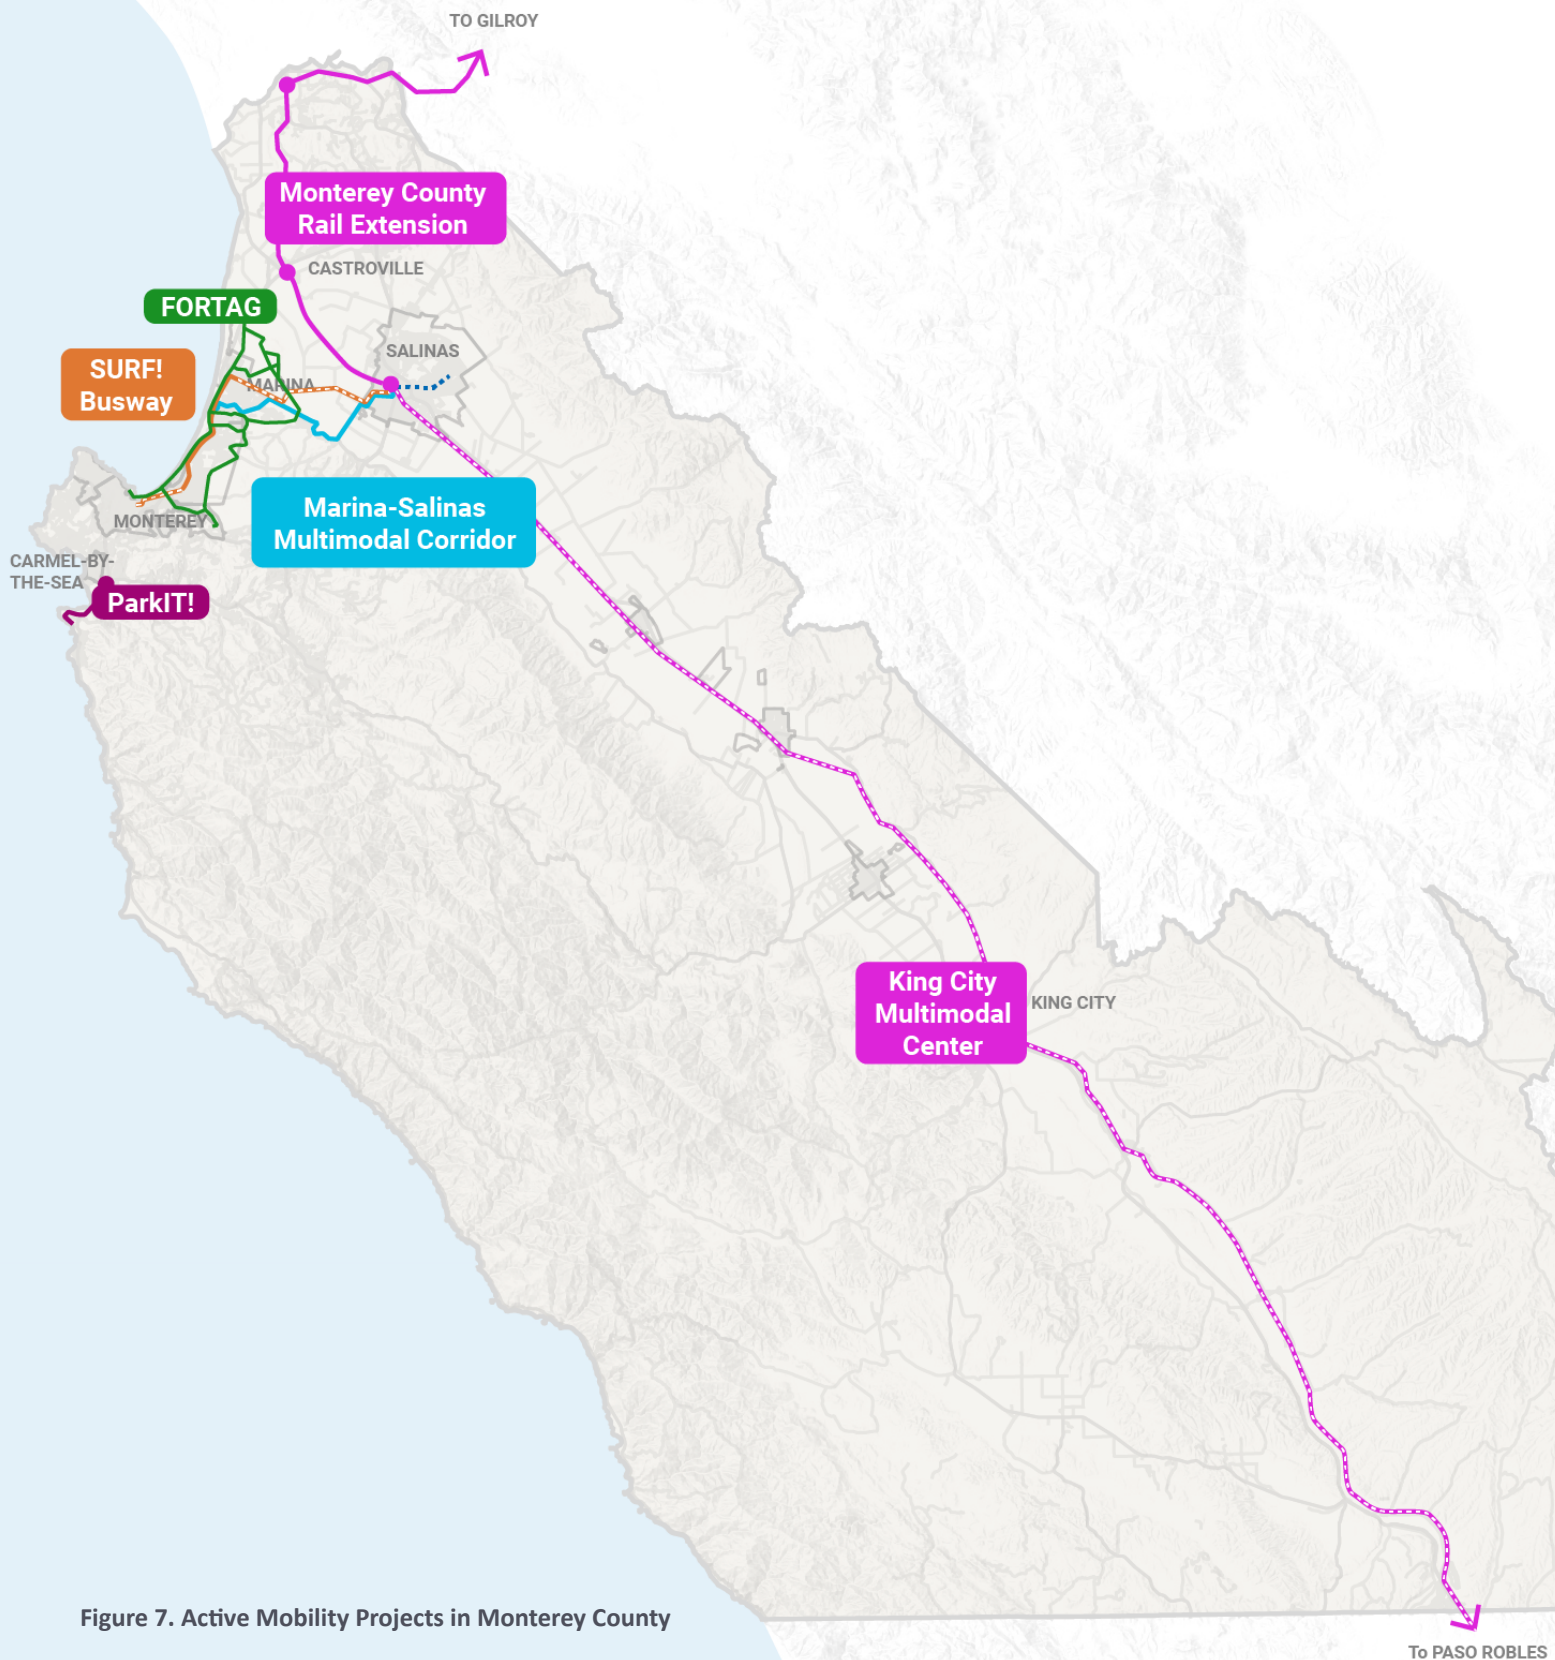 TO GILROY
Monterey County
Rail Extension
CASTROVILLE
FORTAG
SALINAS
SURF!
Busway
MARINA
Marina-Salinas
Multimodal Corridor
MONTEREY
CARMEL-BY-
THE-SEA
ParkIT!
King City
Multimodal
Center
KING CITY
Figure 7. Active Mobility Projects in Monterey County
To PASO ROBLES